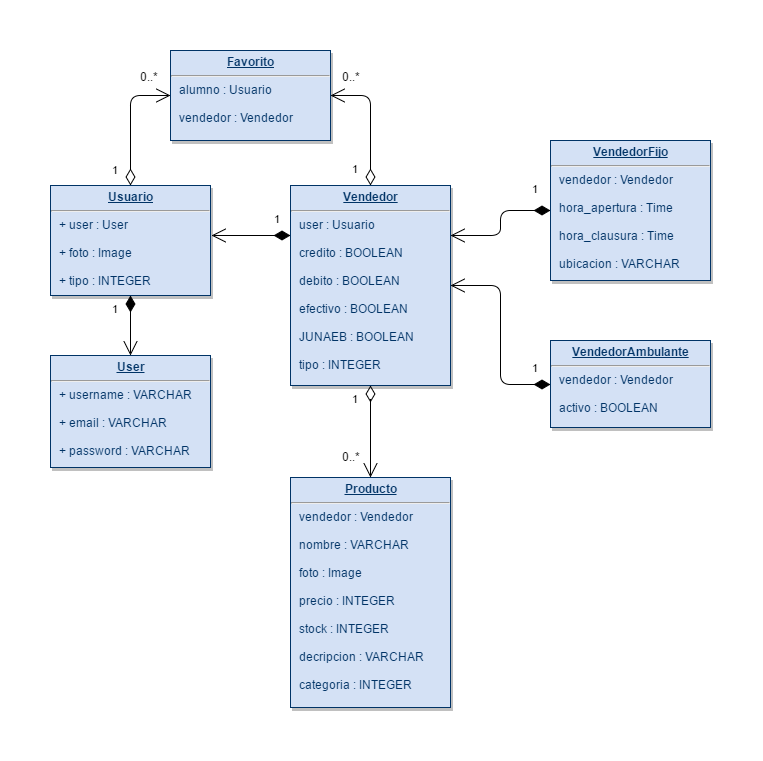 Favorito
alumno : Usuario
vendedor : Vendedor
0..*
0..*
1
1
Usuario
+ user : User
+ foto : Image
+ tipo : INTEGER
1
1
User
+ username : VARCHAR
+ email : VARCHAR
+ password : VARCHAR
Vendedor
user : Usuario
credito : BOOLEAN
debito : BOOLEAN
efectivo : BOOLEAN
JUNAEB : BOOLEAN
tipo : INTEGER
1
0..*
VendedorFijo
vendedor : Vendedor
hora_apertura : Time
hora_clausura : Time
ubicacion : VARCHAR
1
VendedorAmbulante
vendedor : Vendedor
activo : BOOLEAN
1
Producto
vendedor : Vendedor
nombre : VARCHAR
foto : Image
precio : INTEGER
stock : INTEGER
decripcion : VARCHAR
categoria : INTEGER